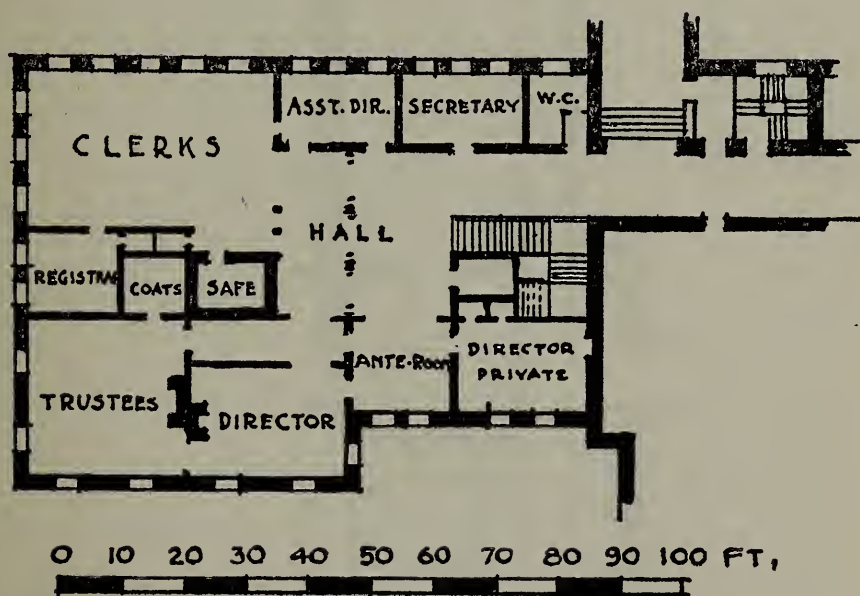 ASST. DIR. SECRETARY W.C.
CLERKS
HALL
REGISTRAR COATS SAFE
TRUSTEES DIRECTOR ANTE-ROOM DIRECTOR
PRIVATE
0 10 20 30 40 50 60 70 80 90 100 FT,